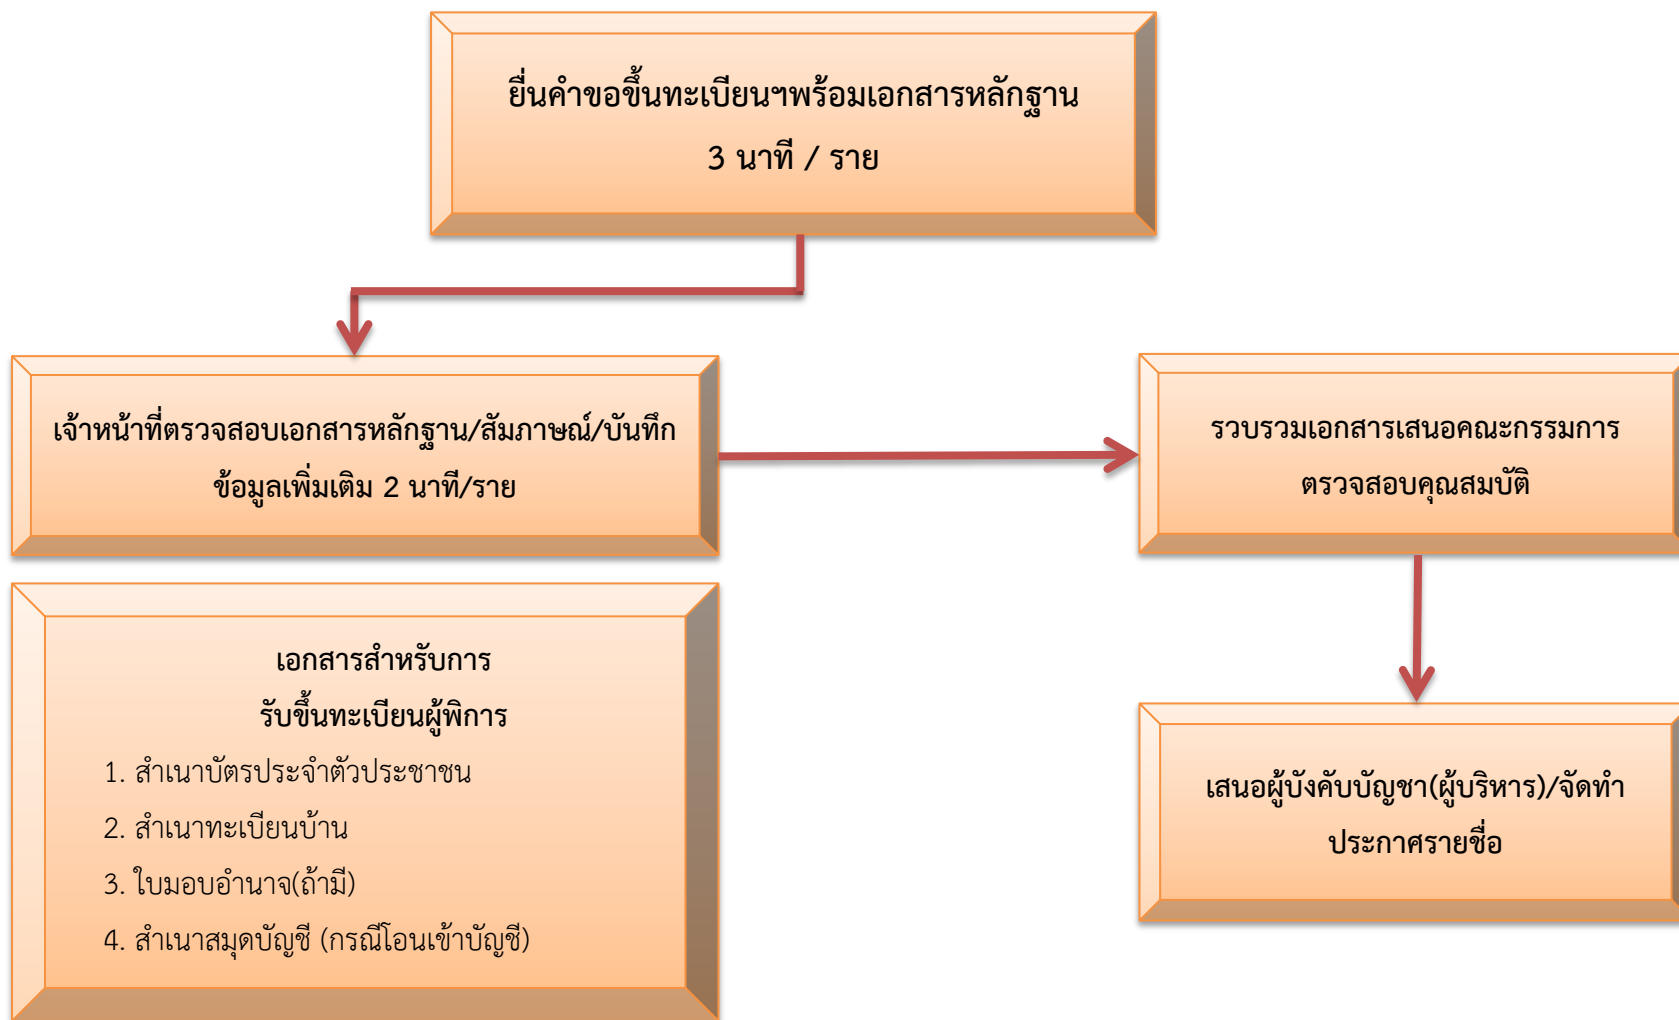 ยื่นคำขอขึ้นทะเบียนฯพร้อมเอกสารหลักฐาน
3 นาที / ราย
เจ้าหน้าที่ตรวจสอบเอกสารหลักฐาน/สัมภาษณ์/บันทึก
ข้อมูลเพิ่มเติม 2 นาที/ราย
รวบรวมเอกสารเสนอคณะกรรมการ
ตรวจสอบคุณสมบัติ
เอกสารสำหรับการ
รับขึ้นทะเบียนผู้พิการ
1. สำเนาบัตรประจำตัวประชาชน
2. สำเนาทะเบียนบ้าน
3. ใบมอบอำนาจ(ถ้ามี)
4. สำเนาสมุดบัญชี (กรณีโอนเข้าบัญชี)
เสนอผู้บังคับบัญชา(ผู้บริหาร)/จัดทำ
ประกาศรายชื่อ